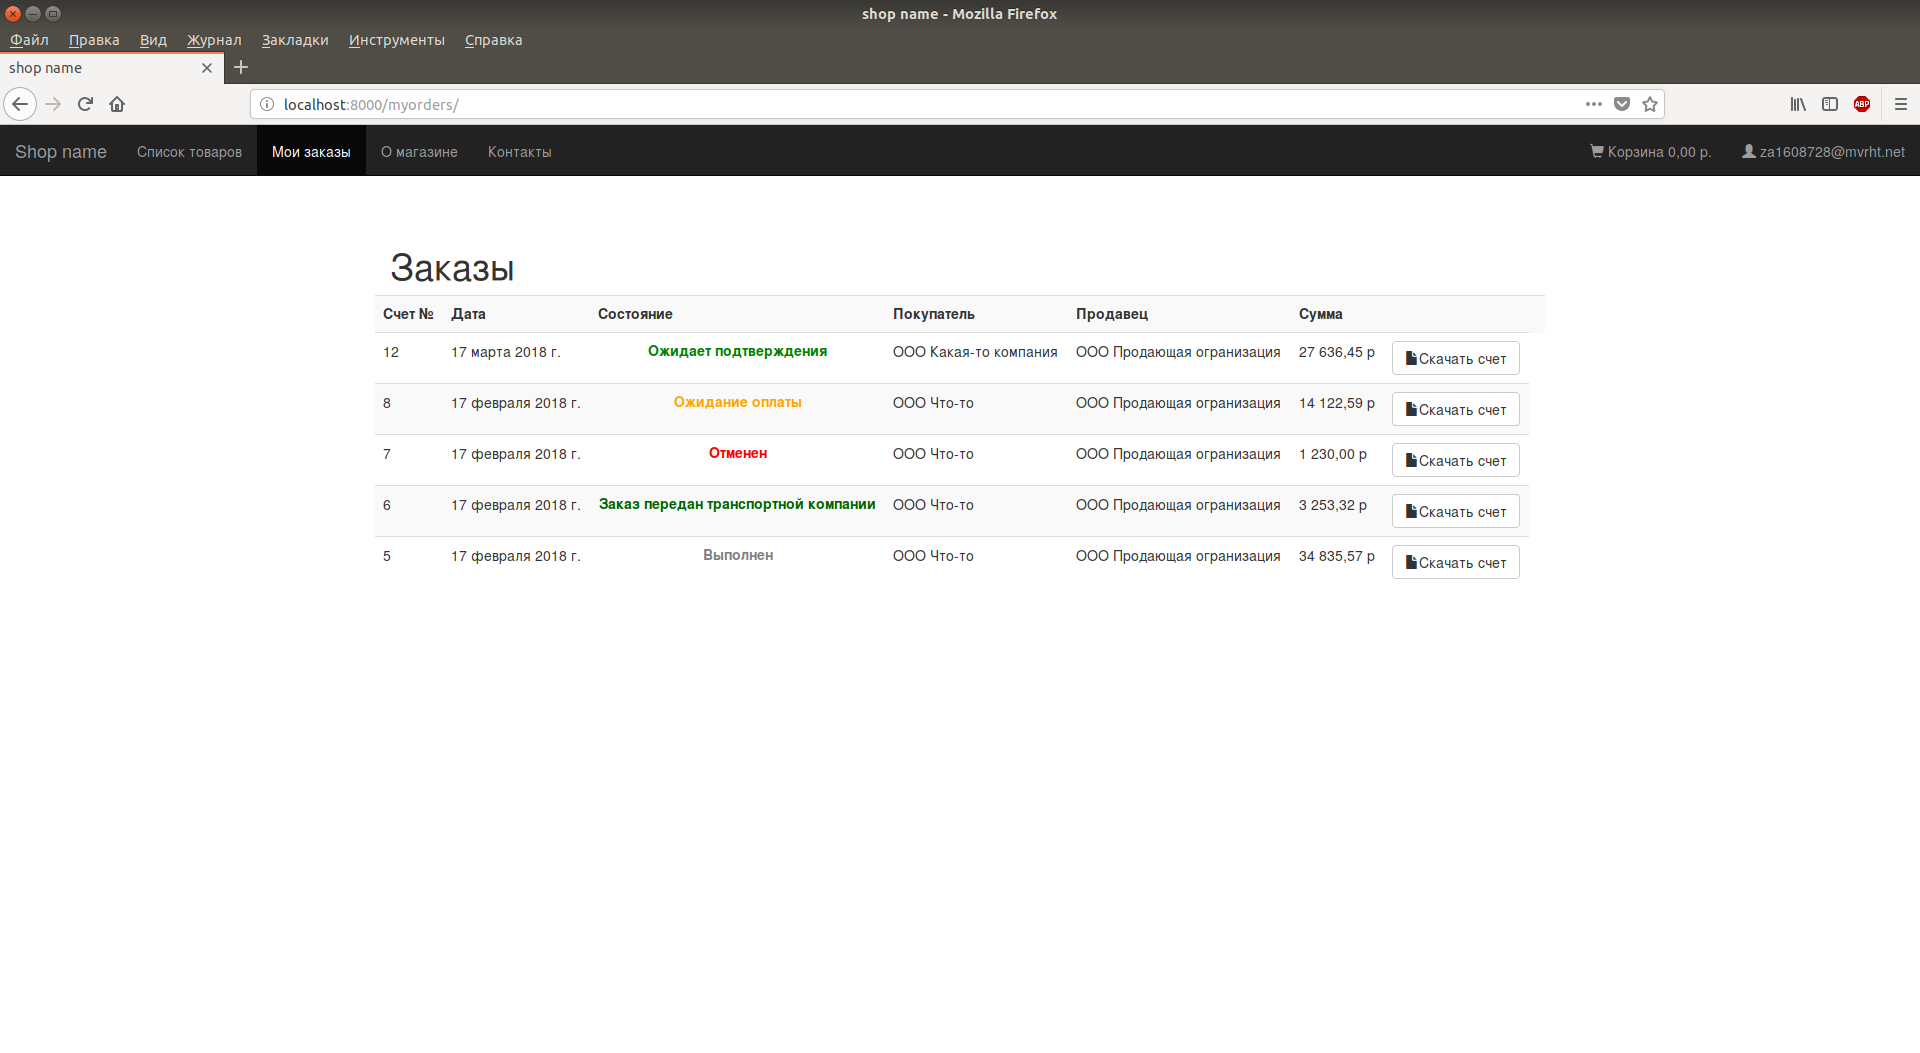 shop name - Mozilla Firefox
Файл Правка Вид Журнал Закладки Инструменты Справка
shop name
localhost:8000/myorders/
ABP
Shop name Список товаров Мои заказы О магазине Контакты Корзина 0,00 р. za1608728@mvrht.net
Заказы
Счет № Дата Состояние Покупатель Продавец Сумма
12 17 марта 2018 г. Ожидает подтверждения ООО Какая-то компания ООО Продающая огранизация 27 636,45 р Скачать счет
8 17 февраля 2018 г. Ожидание оплаты ООО Что-то ООО Продающая огранизация 14 122,59 р Скачать счет
7 17 февраля 2018 г. Отменен ООО Что-то ООО Продающая огранизация 1 230,00 р Скачать счет
6 17 февраля 2018 г. Заказ передан транспортной компании ООО Что-то ООО Продающая огранизация 3 253,32 р Скачать счет
5 17 февраля 2018 г. Выполнен ООО Что-то ООО Продающая огранизация 34 835,57 р Скачать счет